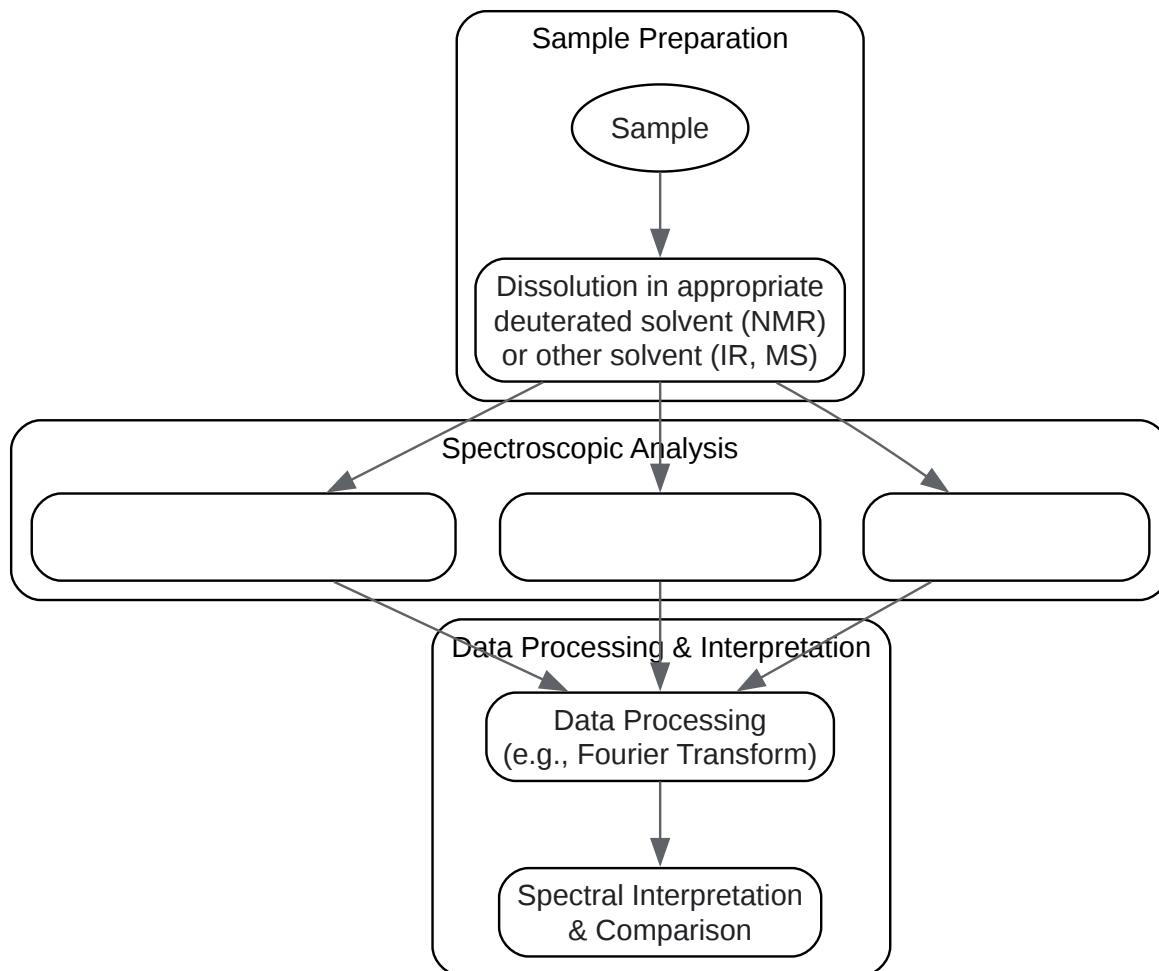 Sample Preparation
Sample
Dissolution in appropriate
deuterated solvent (NMR)
or other solvent (IR, MS)
Spectroscopic Analysis
Data Processing & Interpretation
Data Processing
(e.g., Fourier Transform)
Spectral Interpretation
& Comparison